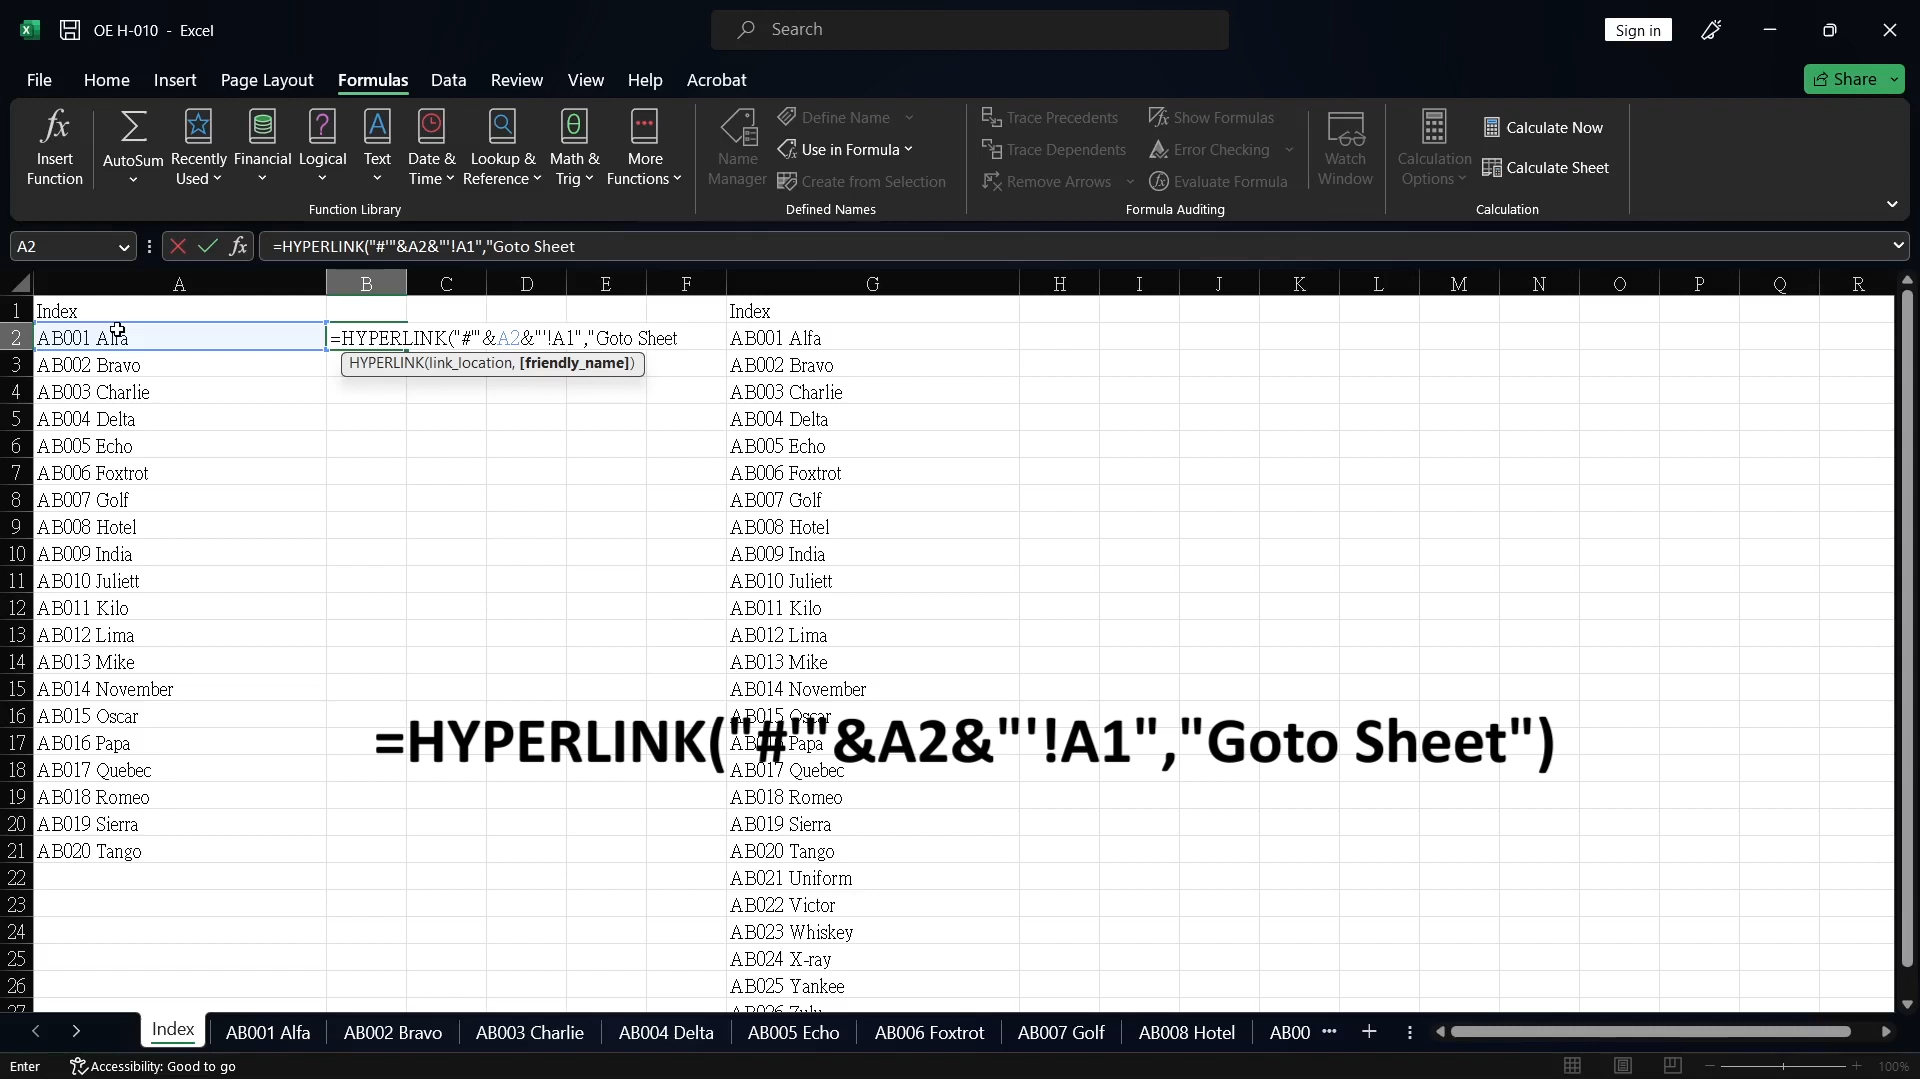 OE H-010 - Excel
Search
Sign in
File Home Insert Page Layout Formulas Data Review View Help Acrobat
Share
Insert Function
AutoSum
Recently Used
Financial
Logical
Text
Date & Time
Lookup & Reference
Math & Trig
More Functions
Function Library
Name Manager
Define Name
Use in Formula
Create from Selection
Defined Names
Trace Precedents
Trace Dependents
Remove Arrows
Show Formulas
Error Checking
Evaluate Formula
Formula Auditing
Watch Window
Calculation Options
Calculate Now
Calculate Sheet
Calculation
A2
fx
=HYPERLINK("#'"&A2&"'!A1","Goto Sheet
A B C D E F G H I J K L M N O P Q R
1 Index Index
2 AB001 Alfa =HYPERLINK("#'"&A2&"'!A1","Goto Sheet AB001 Alfa
HYPERLINK(link_location, [friendly_name])
3 AB002 Bravo AB002 Bravo
4 AB003 Charlie AB003 Charlie
5 AB004 Delta AB004 Delta
6 AB005 Echo AB005 Echo
7 AB006 Foxtrot AB006 Foxtrot
8 AB007 Golf AB007 Golf
9 AB008 Hotel AB008 Hotel
10 AB009 India AB009 India
11 AB010 Juliett AB010 Juliett
12 AB011 Kilo AB011 Kilo
13 AB012 Lima AB012 Lima
14 AB013 Mike AB013 Mike
15 AB014 November AB014 November
16 AB015 Oscar AB015 Oscar
=HYPERLINK("#'"&A2&"'!A1","Goto Sheet")
17 AB016 Papa AB016 Papa
18 AB017 Quebec AB017 Quebec
19 AB018 Romeo AB018 Romeo
20 AB019 Sierra AB019 Sierra
21 AB020 Tango AB020 Tango
22 AB021 Uniform
23 AB022 Victor
24 AB023 Whiskey
25 AB024 X-ray
26 AB025 Yankee
27 AB026 Zulu
Index AB001 Alfa AB002 Bravo AB003 Charlie AB004 Delta AB005 Echo AB006 Foxtrot AB007 Golf AB008 Hotel AB00 ...
Enter
Accessibility: Good to go
100%